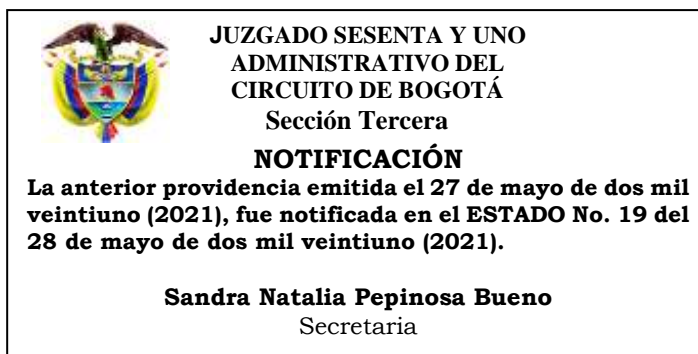 JUZGADO SESENTA Y UNO
ADMINISTRATIVO DEL
CIRCUITO DE BOGOTÁ
Sección Tercera
NOTIFICACIÓN
La anterior providencia emitida el 27 de mayo de dos mil
veintiuno (2021), fue notificada en el ESTADO No. 19 del
28 de mayo de dos mil veintiuno (2021).
Sandra Natalia Pepinosa Bueno
Secretaria